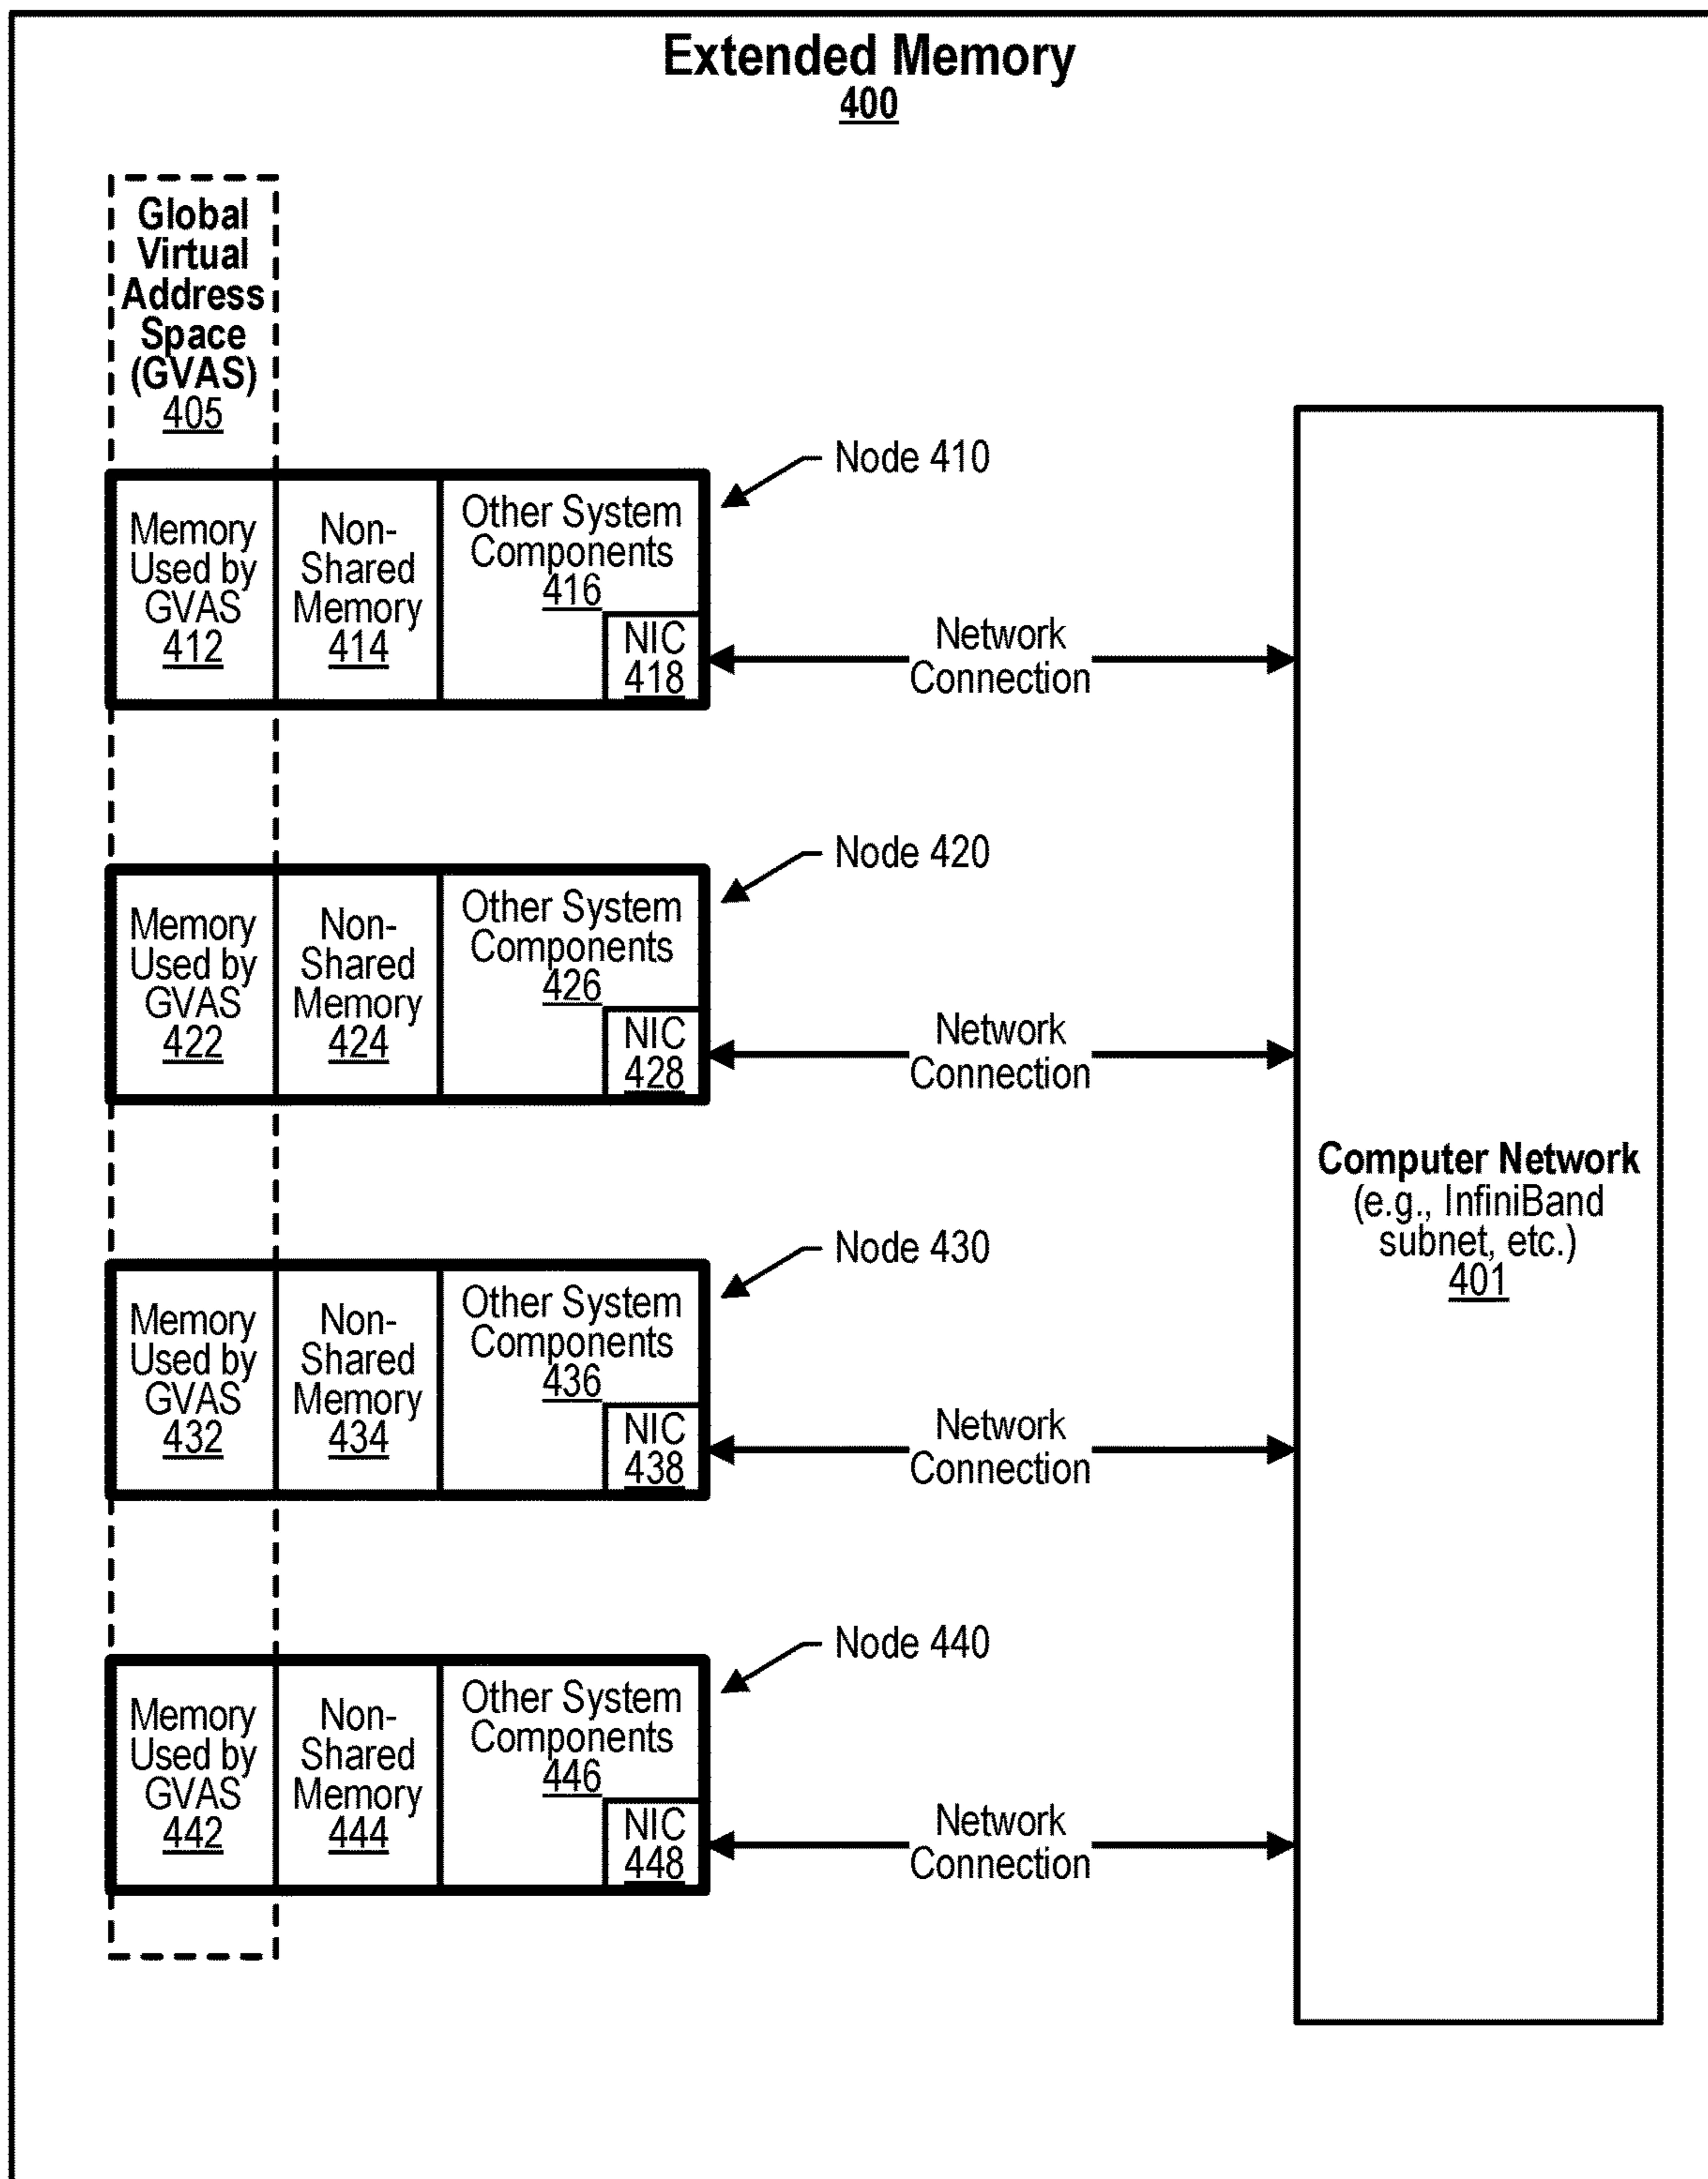 Extended Memory
400
Global
Virtual
Address
Space
(GVAS)
405
Node 410
Memory
Used by
GVAS
412
Non-
Shared
Memory
414
Other System
Components
416
NIC
418
Network
Connection
Node 420
Memory
Used by
GVAS
422
Non-
Shared
Memory
424
Other System
Components
426
NIC
428
Network
Connection
Node 430
Memory
Used by
GVAS
432
Non-
Shared
Memory
434
Other System
Components
436
NIC
438
Network
Connection
Node 440
Memory
Used by
GVAS
442
Non-
Shared
Memory
444
Other System
Components
446
NIC
448
Network
Connection
Computer Network
(e.g., InfiniBand
subnet, etc.)
401